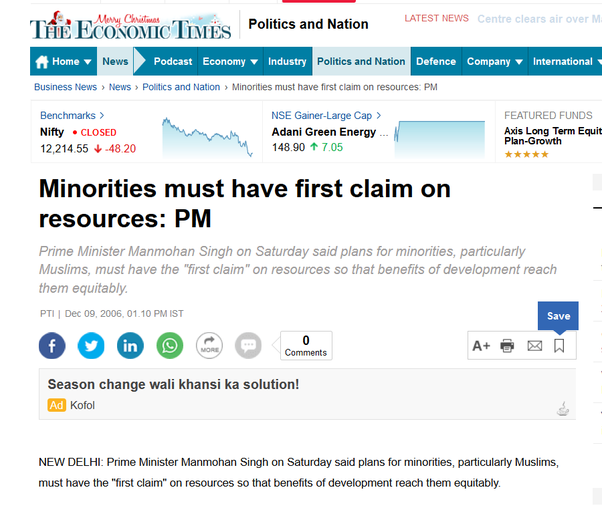 Merry Christmas
THE ECONOMIC TIMES
Politics and Nation
LATEST NEWS Centre clears air over M
Home News Podcast Economy Industry Politics and Nation Defence Company International
Business News › News › Politics and Nation › Minorities must have first claim on resources: PM
Benchmarks >
Nifty • CLOSED
12,214.55 -48.20
NSE Gainer-Large Cap >
Adani Green Energy ...
148.90 7.05
FEATURED FUNDS
Axis Long Term Equit
Plan-Growth
★★★★★
Minorities must have first claim on
resources: PM
Prime Minister Manmohan Singh on Saturday said plans for minorities, particularly
Muslims, must have the "first claim" on resources so that benefits of development reach
them equitably.
PTI | Dec 09, 2006, 01.10 PM IST
Save
MORE
0
Comments
A+
Season change wali khansi ka solution!
Ad Kofol
NEW DELHI: Prime Minister Manmohan Singh on Saturday said plans for minorities, particularly Muslims,
must have the "first claim" on resources so that benefits of development reach them equitably.